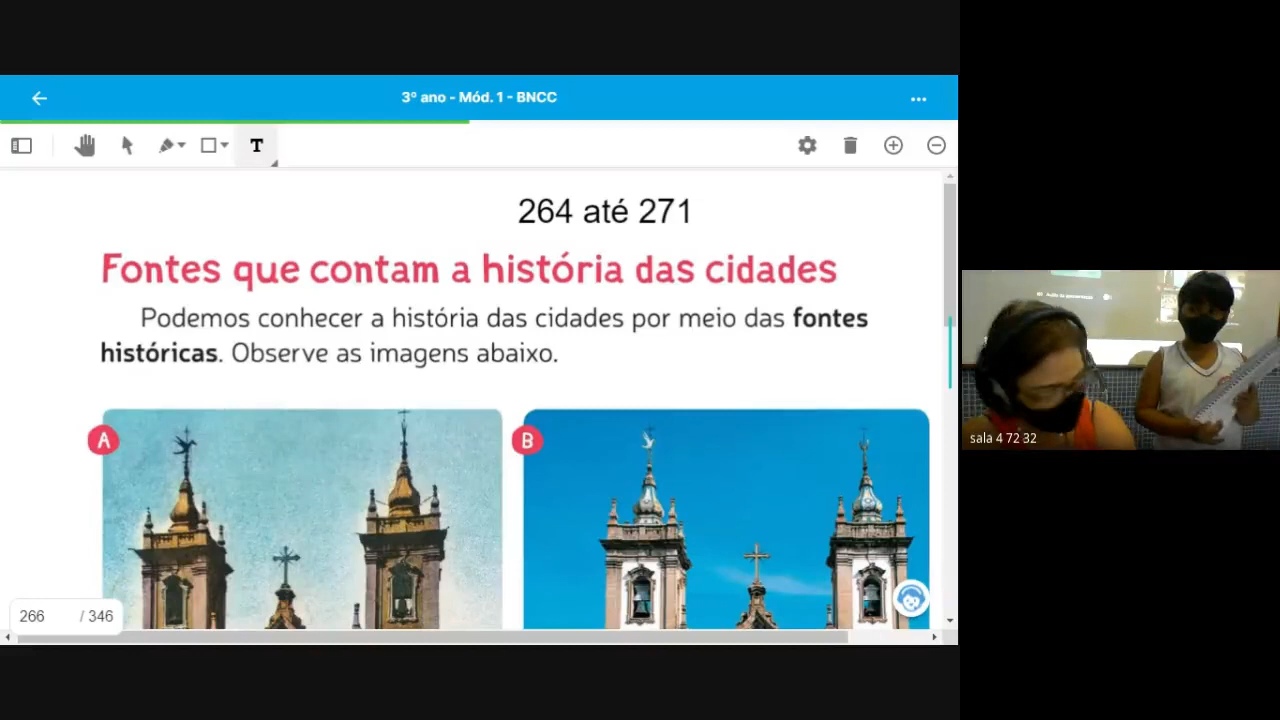 3º ano - Mód. 1 - BNCC
T
264 até 271
Fontes que contam a história das cidades
Podemos conhecer a história das cidades por meio das fontes
históricas. Observe as imagens abaixo.
A
B
266 / 346
sala 4 72 32